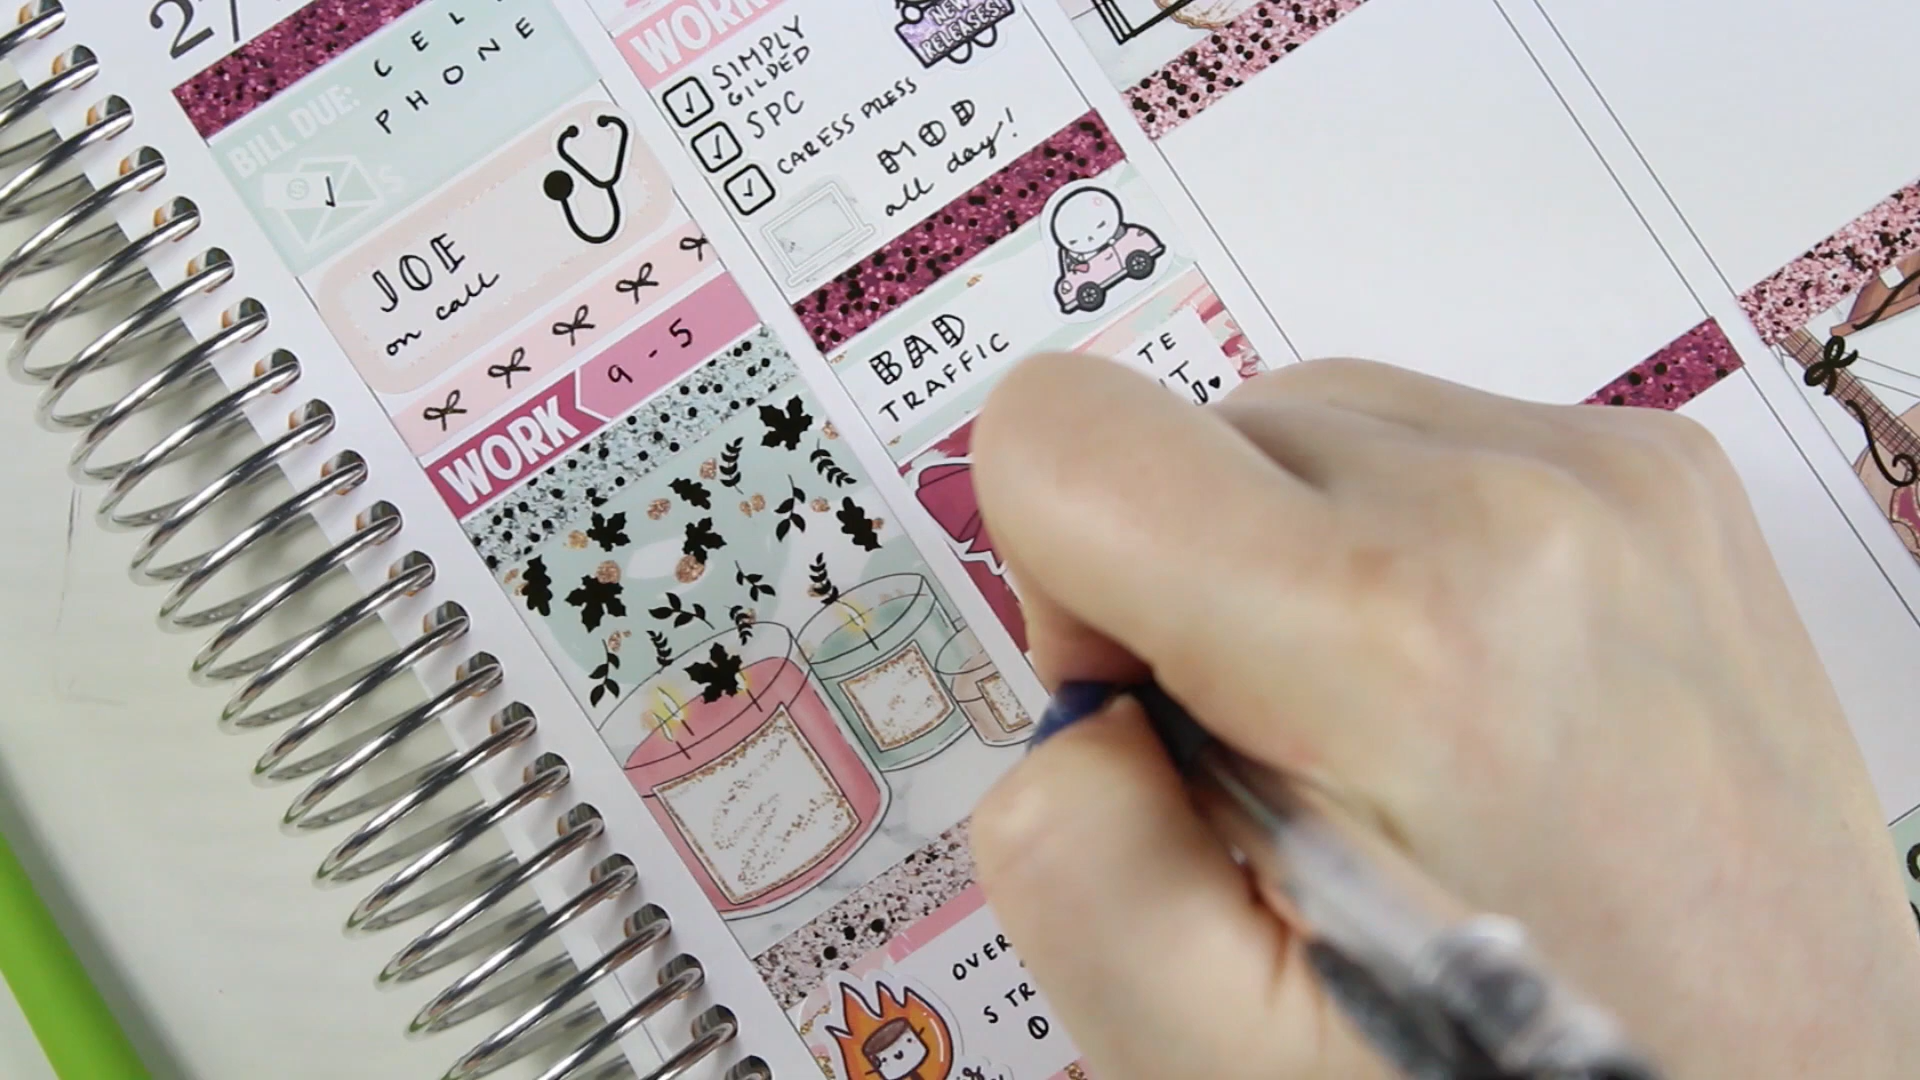 27
BILL DUE:
CELL
PHONE
$
JOE
on call
WORK 9-5
WORK
SIMPLY
GILDED
SPC
CARESS PRESS
NEW
RELEASES!
MOD
all day!
BAD
TRAFFIC